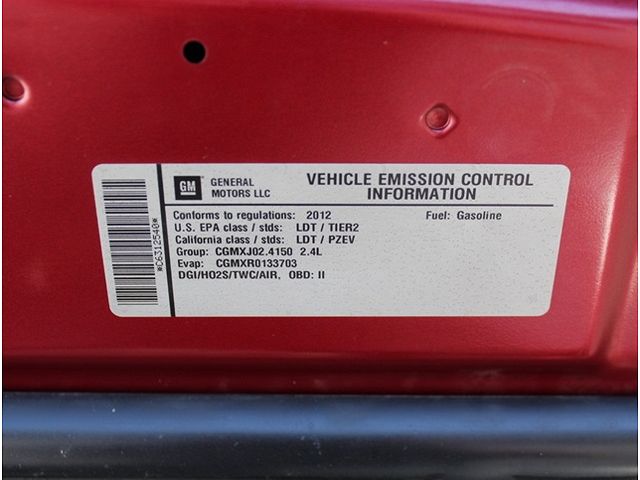 *C6312540*
GM GENERAL MOTORS LLC
VEHICLE EMISSION CONTROL
INFORMATION
Conforms to regulations: 2012 Fuel: Gasoline
U.S. EPA class / stds: LDT / TIER2
California class / stds: LDT / PZEV
Group: CGMXJ02.4150 2.4L
Evap: CGMXR0133703
DGI/HO2S/TWC/AIR, OBD: II